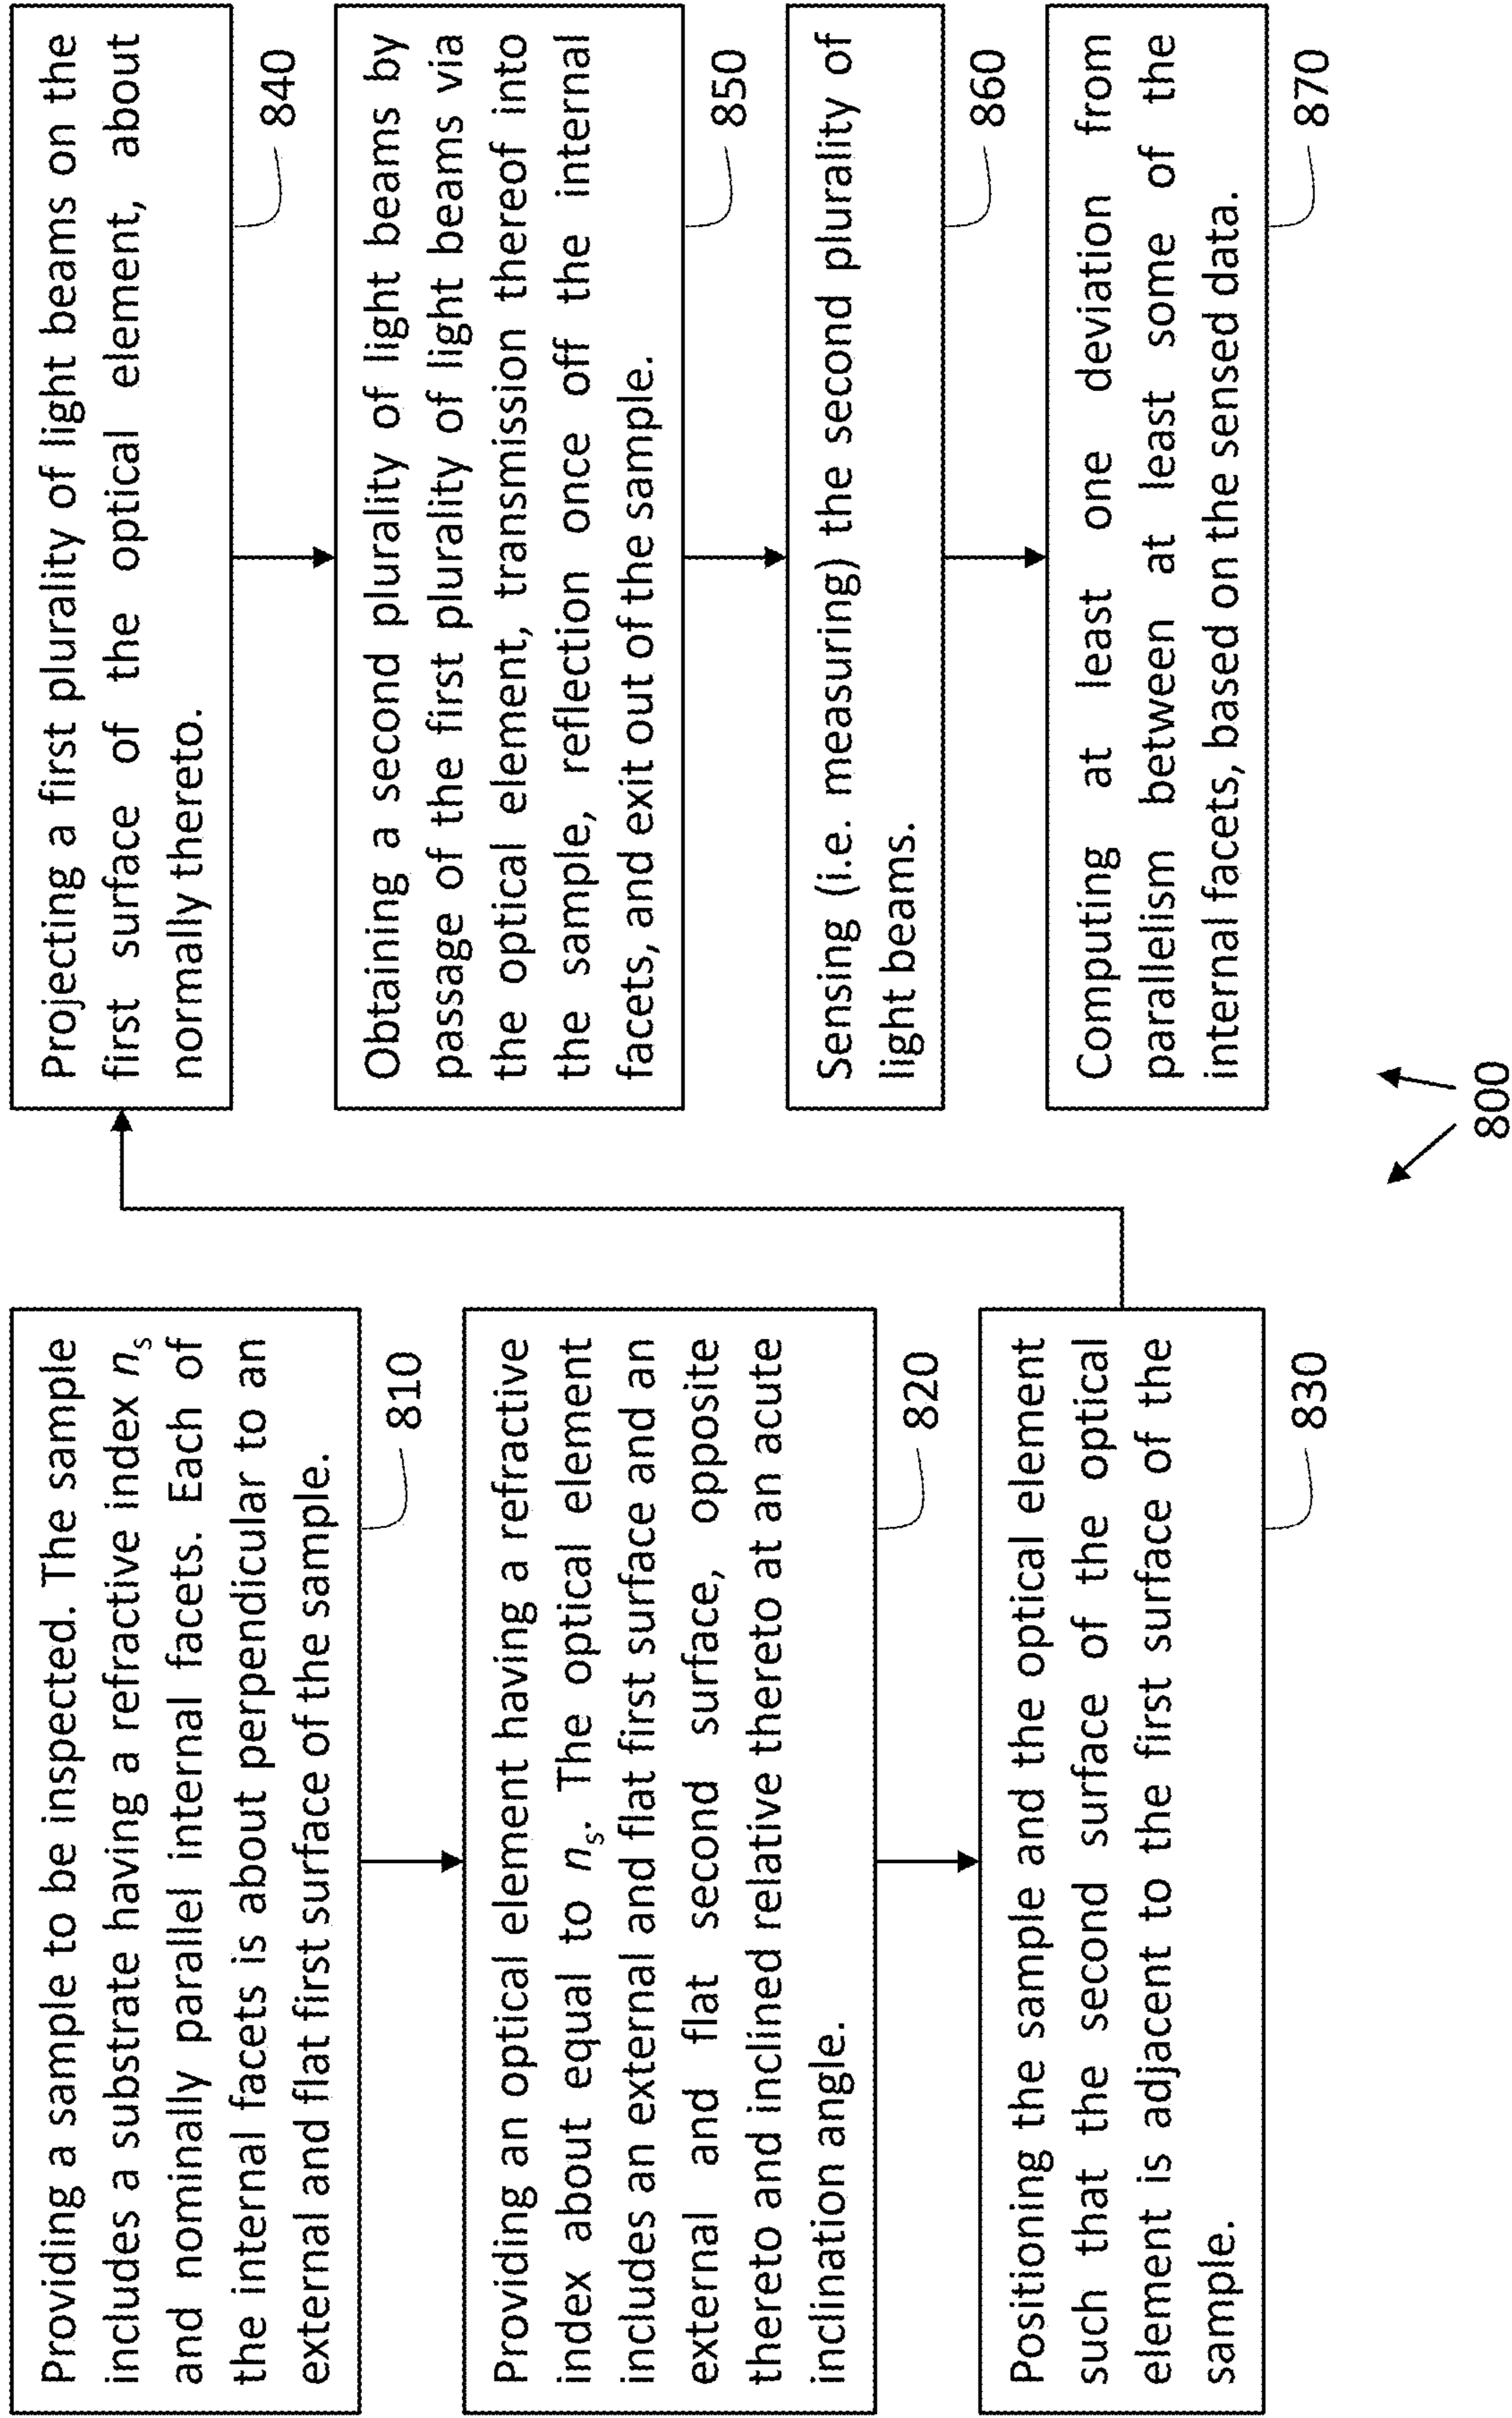 Providing a sample to be inspected. The sample
includes a substrate having a refractive index nₛ
and nominally parallel internal facets. Each of
the internal facets is about perpendicular to an
external and flat first surface of the sample.
810
Providing an optical element having a refractive
index about equal to nₛ. The optical element
includes an external and flat first surface and an
external and flat second surface, opposite
thereto and inclined relative thereto at an acute
inclination angle.
820
Positioning the sample and the optical element
such that the second surface of the optical
element is adjacent to the first surface of the
sample.
830
Projecting a first plurality of light beams on the
first surface of the optical element, about
normally thereto.
840
Obtaining a second plurality of light beams by
passage of the first plurality of light beams via
the optical element, transmission thereof into
the sample, reflection once off the internal
facets, and exit out of the sample.
850
Sensing (i.e. measuring) the second plurality of
light beams.
860
Computing at least one deviation from
parallelism between at least some of the
internal facets, based on the sensed data.
870
800